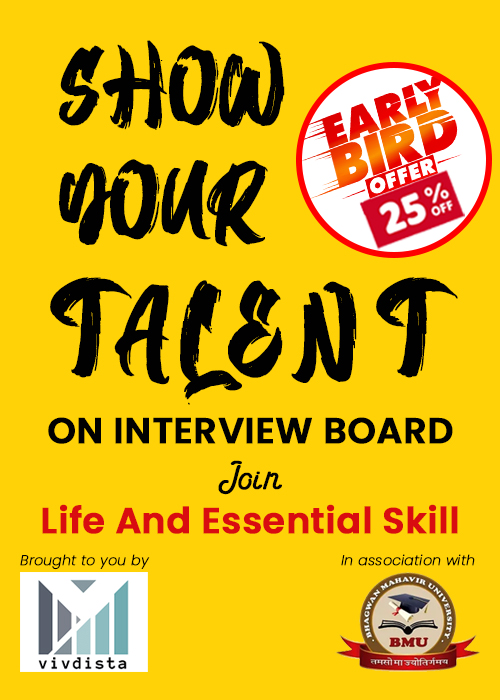 SHOW
YOUR
TALENT
EARLY
BIRD
OFFER
25% OFF
ON INTERVIEW BOARD
Join
Life And Essential Skill
Brought to you by
vivdista
In association with
BHAGWAN MAHAVIR UNIVERSITY
BMU
तमसो मा ज्योतिर्गमय